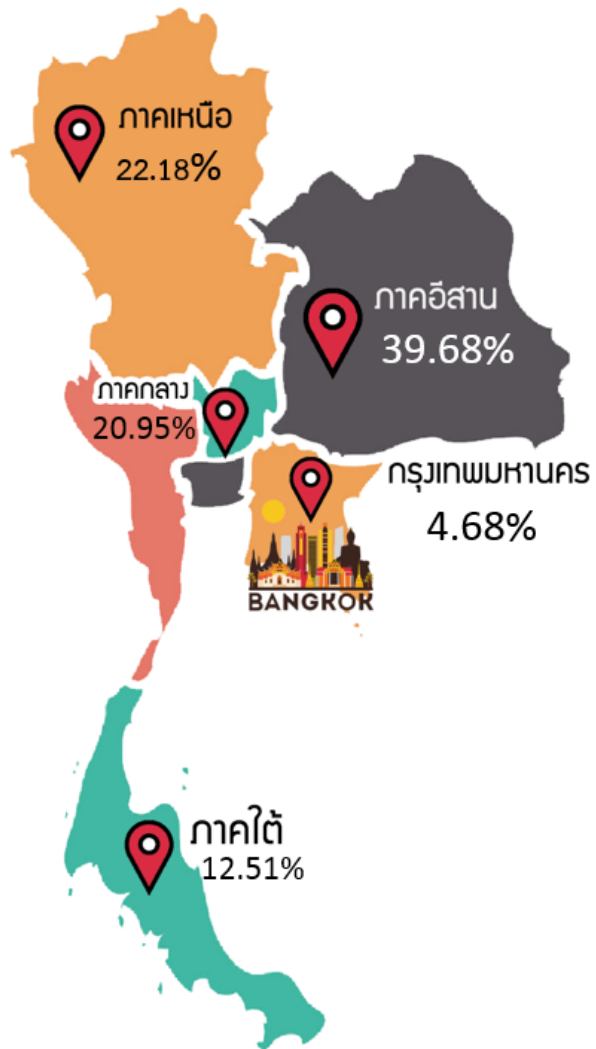 ภาคเหนือ
22.18%
ภาคอีสาน
39.68%
ภาคกลาง
20.95%
กรุงเทพมหานคร
4.68%
BANGKOK
ภาคใต้
12.51%